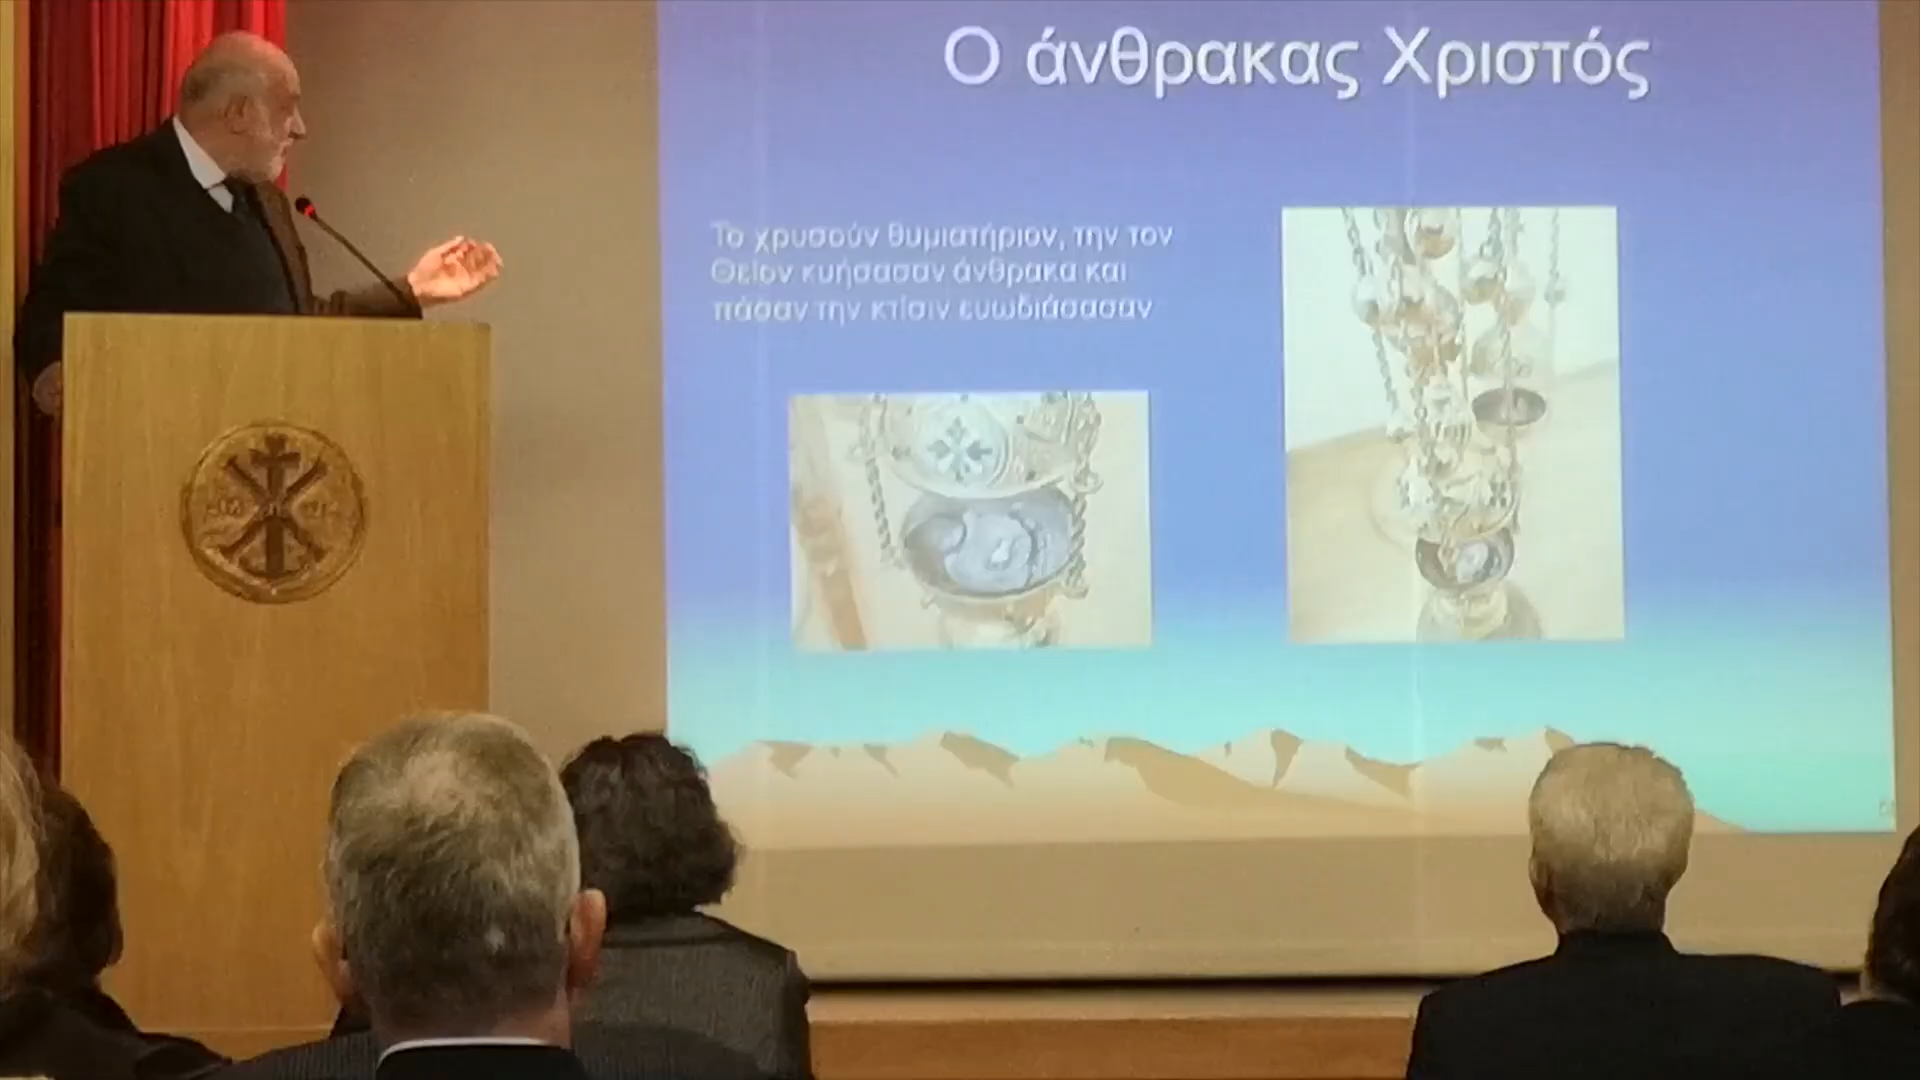 Ο άνθρακας Χριστός
Το χρυσούν θυμιατήριον, την τον
Θείον κυήσασαν άνθρακα και
πάσαν την κτίσιν ευωδιάσασαν